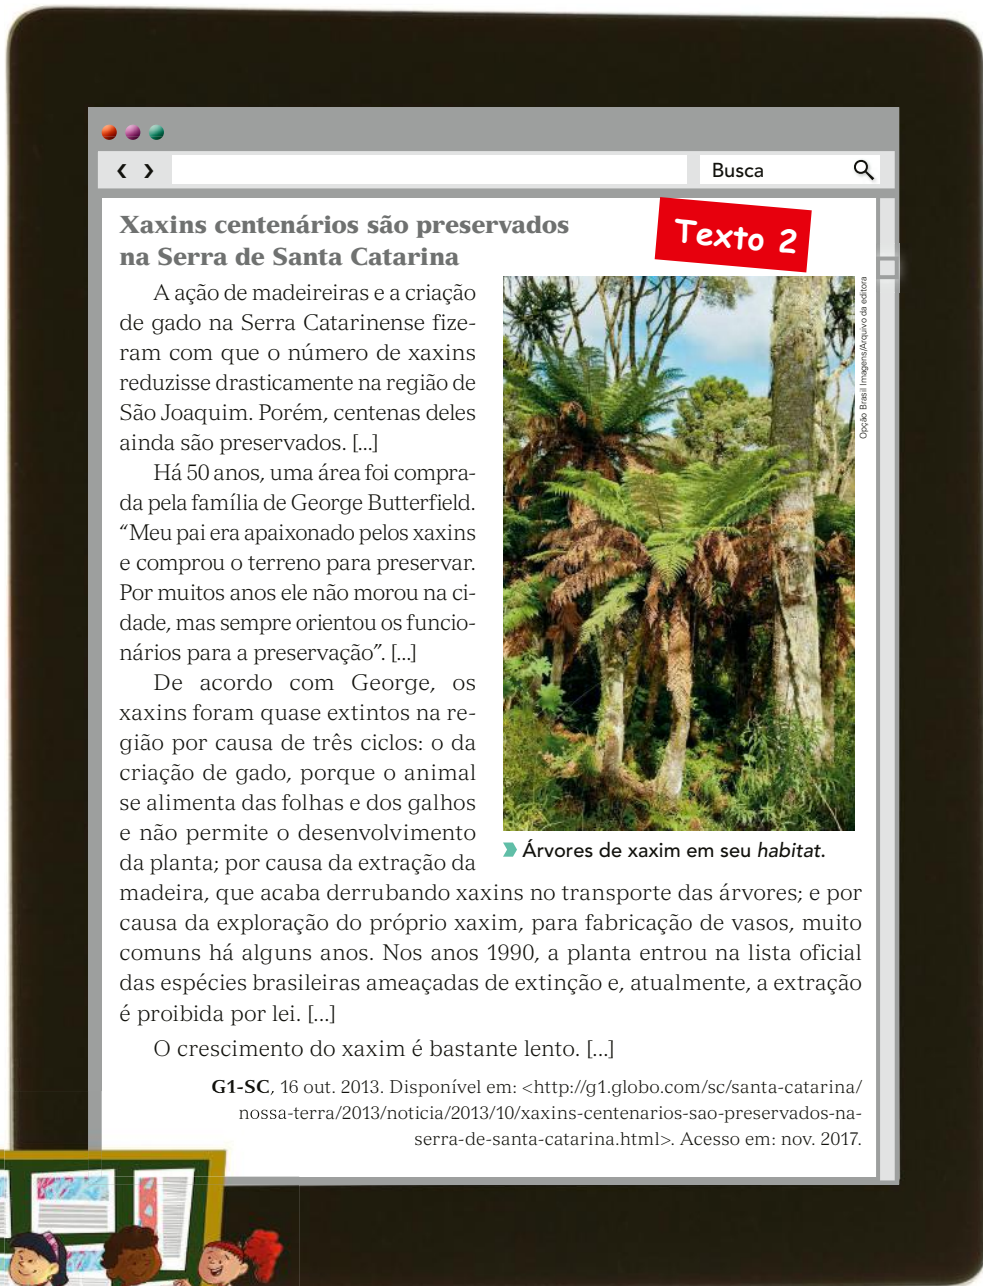 Busca
Texto 2
Xaxins centenários são preservados
na Serra de Santa Catarina
A ação de madeireiras e a criação
de gado na Serra Catarinense fize-
ram com que o número de xaxins
reduzisse drasticamente na região de
São Joaquim. Porém, centenas deles
ainda são preservados. [...]
Há 50 anos, uma área foi compra-
da pela família de George Butterfield.
“Meu pai era apaixonado pelos xaxins
e comprou o terreno para preservar.
Por muitos anos ele não morou na ci-
dade, mas sempre orientou os funcio-
nários para a preservação”. [...]
De acordo com George, os
xaxins foram quase extintos na re-
gião por causa de três ciclos: o da
criação de gado, porque o animal
se alimenta das folhas e dos galhos
e não permite o desenvolvimento
da planta; por causa da extração da
madeira, que acaba derrubando xaxins no transporte das árvores; e por
causa da exploração do próprio xaxim, para fabricação de vasos, muito
comuns há alguns anos. Nos anos 1990, a planta entrou na lista oficial
das espécies brasileiras ameaçadas de extinção e, atualmente, a extração
é proibida por lei. [...]
O crescimento do xaxim é bastante lento. [...]
Opção Brasil Imagens/Arquivo da editora
Árvores de xaxim em seu habitat.
G1-SC, 16 out. 2013. Disponível em: <http://g1.globo.com/sc/santa-catarina/
nossa-terra/2013/noticia/2013/10/xaxins-centenarios-sao-preservados-na-
serra-de-santa-catarina.html>. Acesso em: nov. 2017.